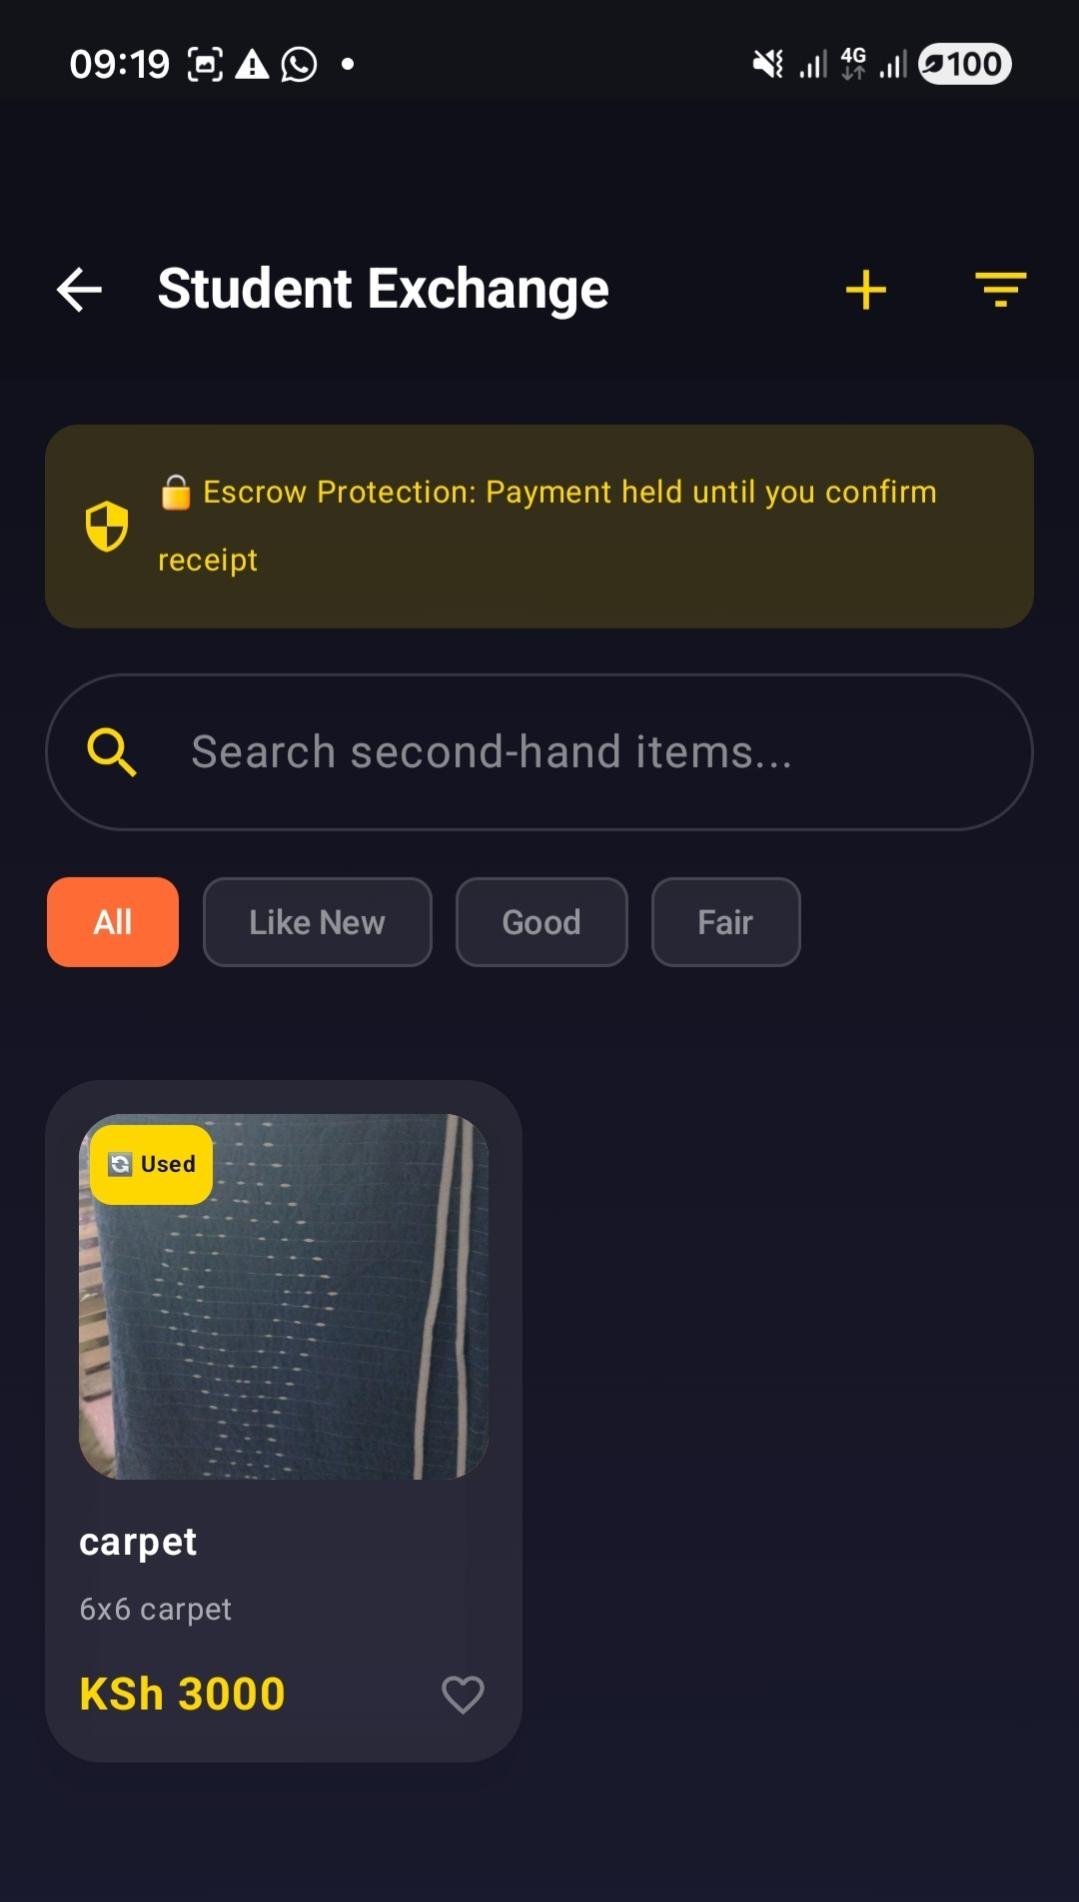 09:19
4G
100
Student Exchange
🔒 Escrow Protection: Payment held until you confirm
receipt
Search second-hand items...
All
Like New
Good
Fair
🔄 Used
carpet
6x6 carpet
KSh 3000